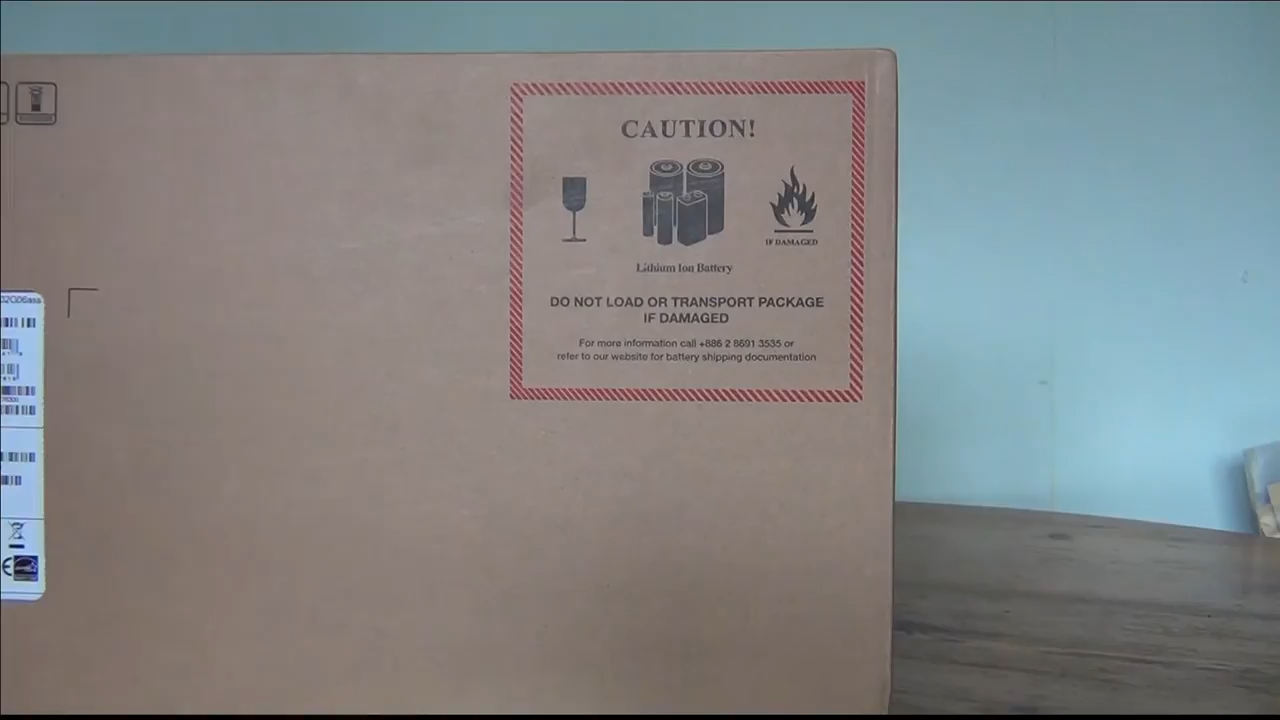 CAUTION!
IF DAMAGED
Lithium Ion Battery
DO NOT LOAD OR TRANSPORT PACKAGE
IF DAMAGED
For more information call +886 2 8691 3535 or
refer to our website for battery shipping documentation
CE